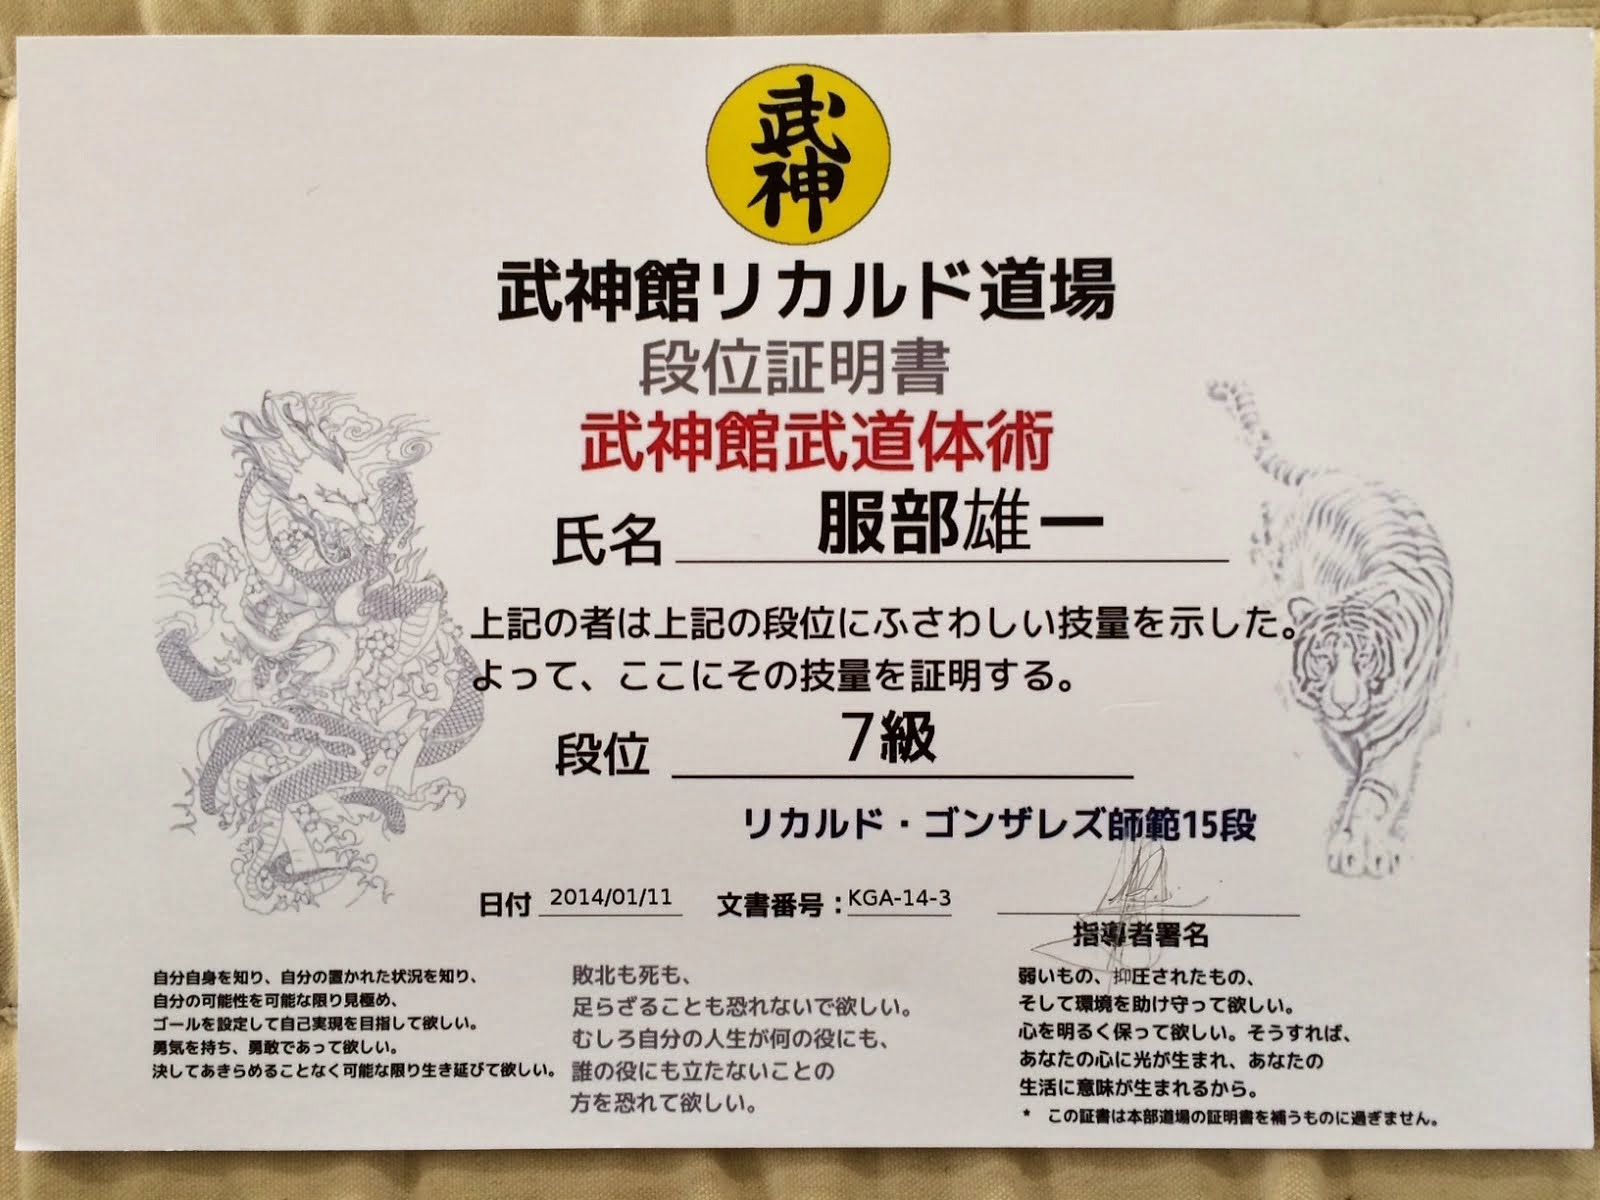 武神
武神館リカルド道場
段位証明書
武神館武道体術
氏名 服部雄一
上記の者は上記の段位にふさわしい技量を示した。
よって、ここにその技量を証明する。
段位 7級
リカルド・ゴンザレズ師範15段
日付 2014/01/11 文書番号：KGA-14-3
指導者署名
自分自身を知り、自分の置かれた状況を知り、
自分の可能性を可能な限り見極め、
ゴールを設定して自己実現を目指して欲しい。
勇気を持ち、勇敢であって欲しい。
決してあきらめることなく可能な限り生き延びて欲しい。
敗北も死も、
足らざることも恐れないで欲しい。
むしろ自分の人生が何の役にも、
誰の役にも立たないことの
方を恐れて欲しい。
弱いもの、抑圧されたもの、
そして環境を助け守って欲しい。
心を明るく保って欲しい。そうすれば、
あなたの心に光が生まれ、あなたの
生活に意味が生まれるから。
* この証書は本部道場の証明書を補うものに過ぎません。